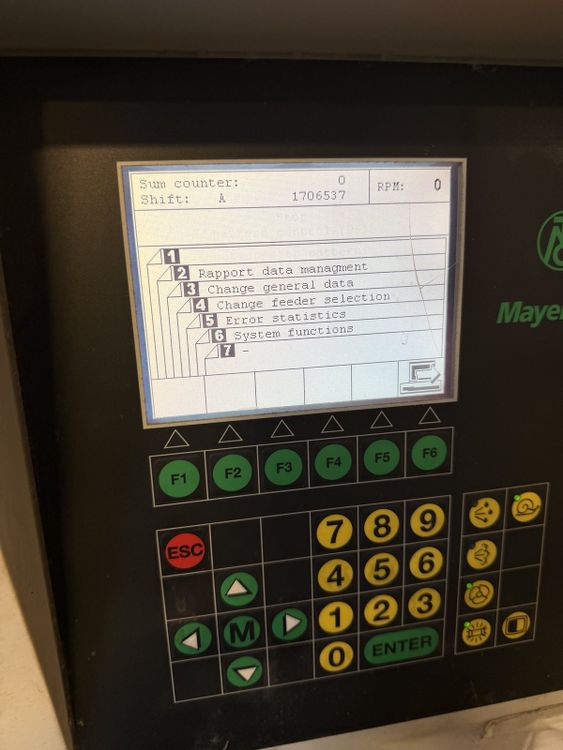 Sum counter: 0
Shift: A 1706537
RPM: 0
Stop
1
2 Rapport data managment
3 Change general data
4 Change feeder selection
5 Error statistics
6 System functions
7 -
Mayer
F1 F2 F3 F4 F5 F6
ESC 7 8 9
4 5 6
M 1 2 3
0 ENTER